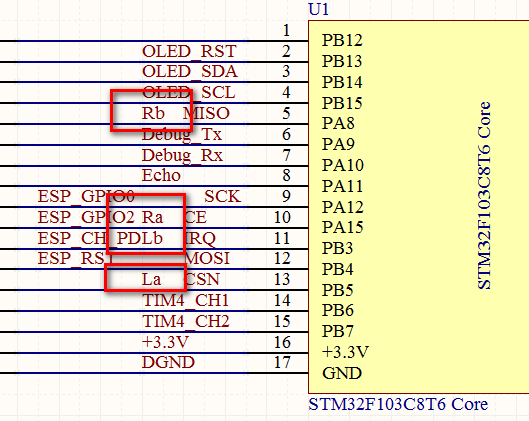 U1
1 PB12
OLED_RST 2 PB13
OLED_SDA 3 PB14
OLED_SCL 4 PB15
Rb MISO 5 PA8
Debug_Tx 6 PA9
Debug_Rx 7 PA10
Echo 8 PA11
ESP_GPIO0 SCK 9 PA12
ESP_GPIO2 Ra CE 10 PA15
ESP_CH_PD Lb IRQ 11 PB3
ESP_RST MOSI 12 PB4
La CSN 13 PB5
TIM4_CH1 14 PB6
TIM4_CH2 15 PB7
+3.3V 16 +3.3V
DGND 17 GND
STM32F103C8T6 Core
STM32F103C8T6 Core